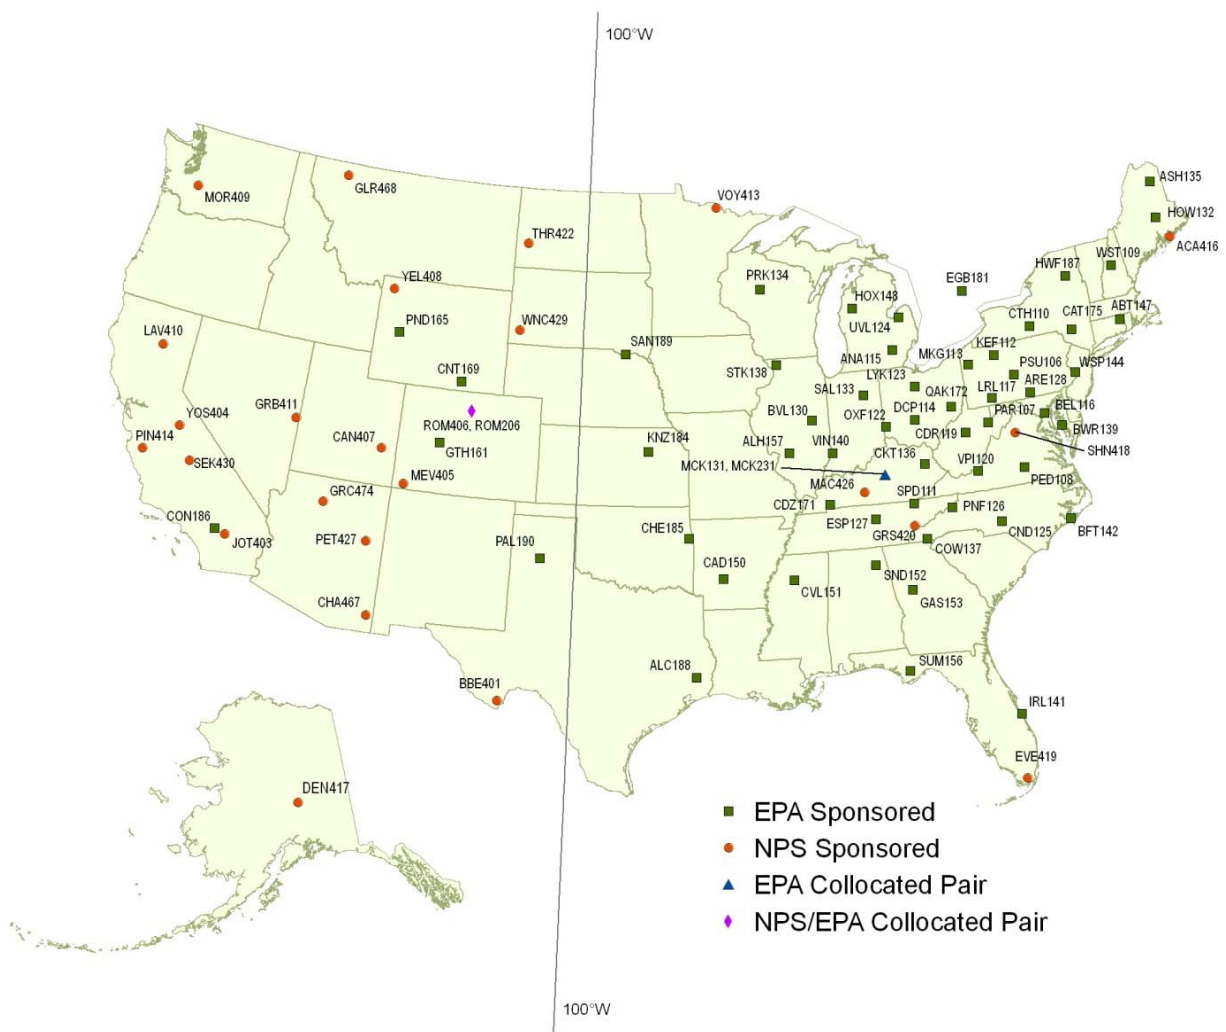 100°W
ASH135
MOR409
GLR468
VOY413
HOW132
THR422
ACA416
WST109
HWF187
PRK134
EGB181
YEL408
HOX148
CAT175
ABT147
PND165
WNC429
CTH110
UVL124
LAV410
SAN189
KEF112
ANA115
MKG113
PSU106
WSP144
CNT169
STK138
LYK123
ARE128
SAL133
QAK172
LRL117
GRB411
YOS404
BVL130
OXF122
DCP114
PAR107
BEL116
ROM406, ROM206
BWR139
PIN414
CAN407
GTH161
KNZ184
ALH157
VIN140
CDR119
SHN418
SEK430
MCK131, MCK231
CKT136
VPI120
MEV405
PED108
GRC474
MAC426
SPD111
CDZ171
PNF126
CON186
JOT403
PET427
PAL190
CHE185
ESP127
GRS420
CND125
BFT142
COW137
CAD150
CVL151
SND152
GAS153
CHA467
ALC188
SUM156
BBE401
IRL141
EVE419
DEN417
EPA Sponsored
NPS Sponsored
EPA Collocated Pair
NPS/EPA Collocated Pair
100°W